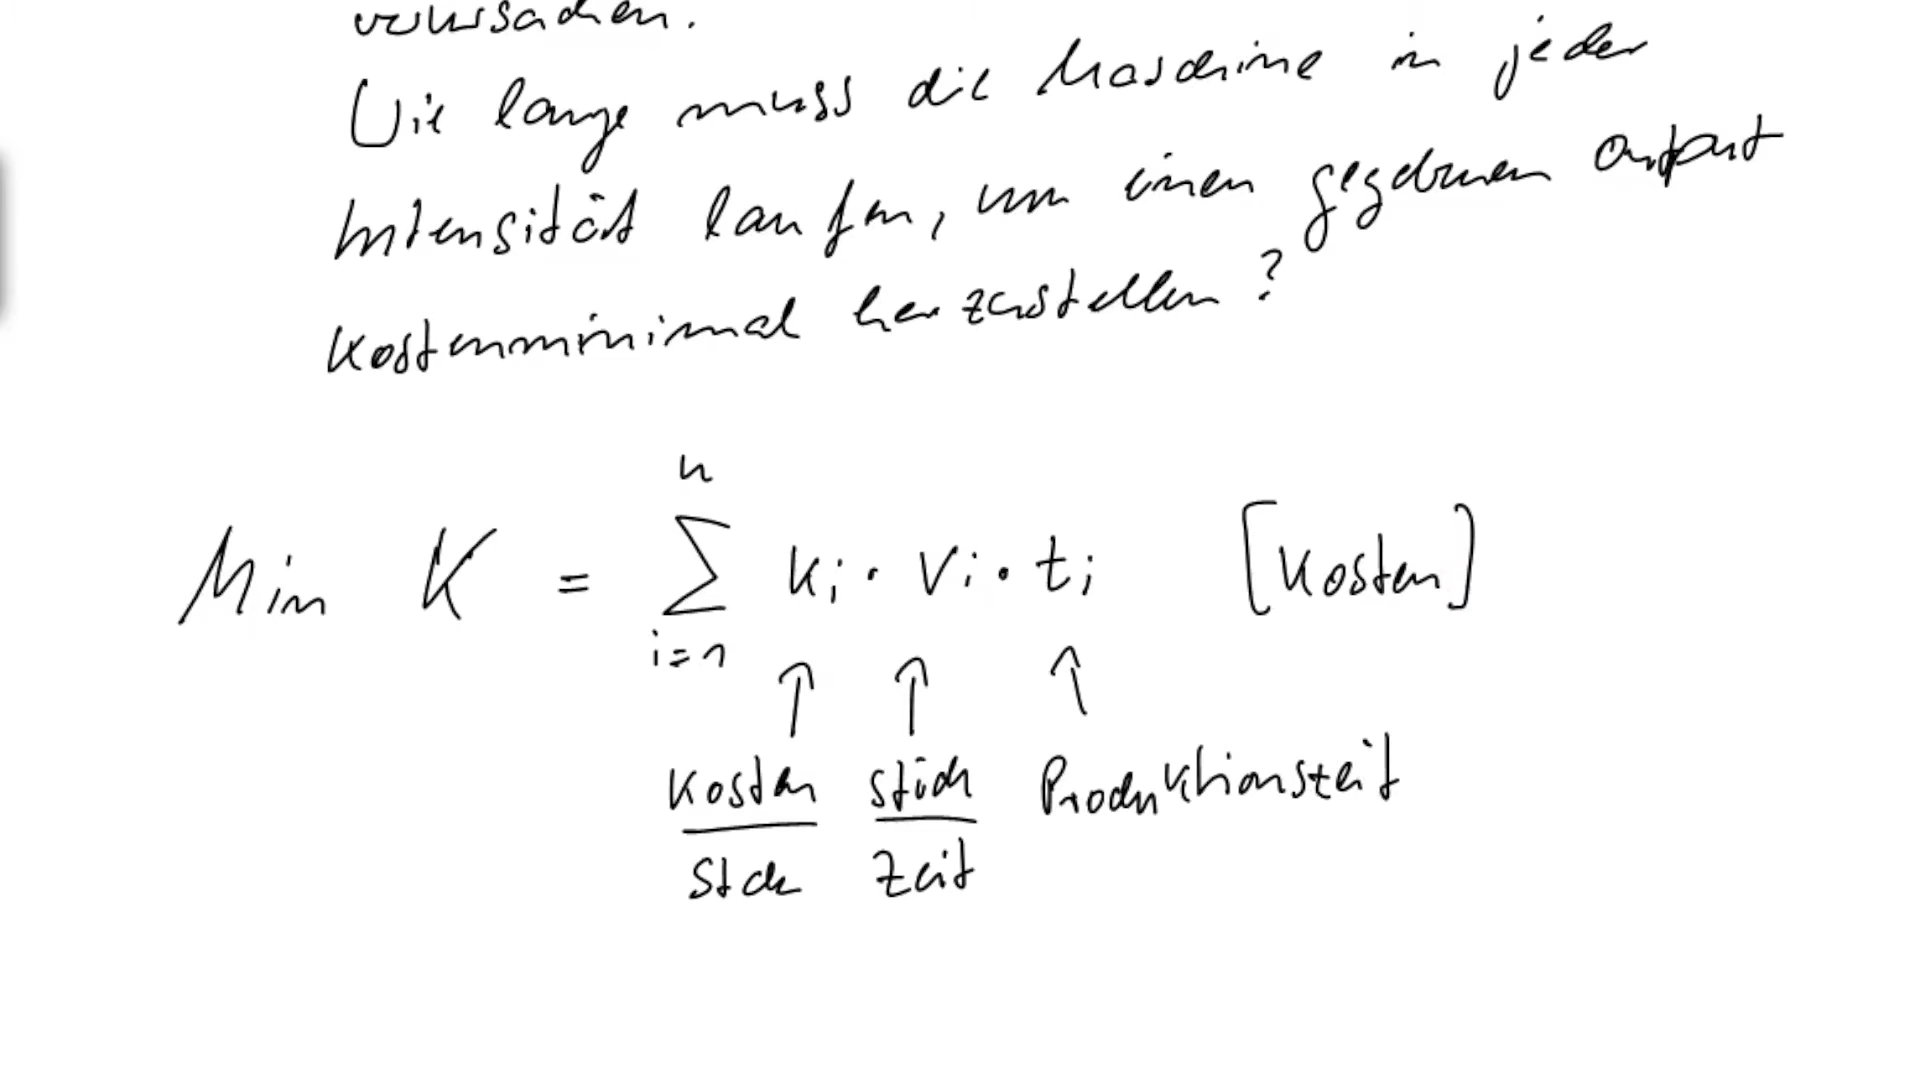 verursachen.
Wie lange muss die Maschine in jeder
Intensität laufen, um einen gegebenen Output
kostenminimal herzustellen?
n
Min K = ∑ ki · vi · ti [Kosten]
i=1
↑ ↑ ↑
Kosten Stück Produktionszeit
Stck Zeit